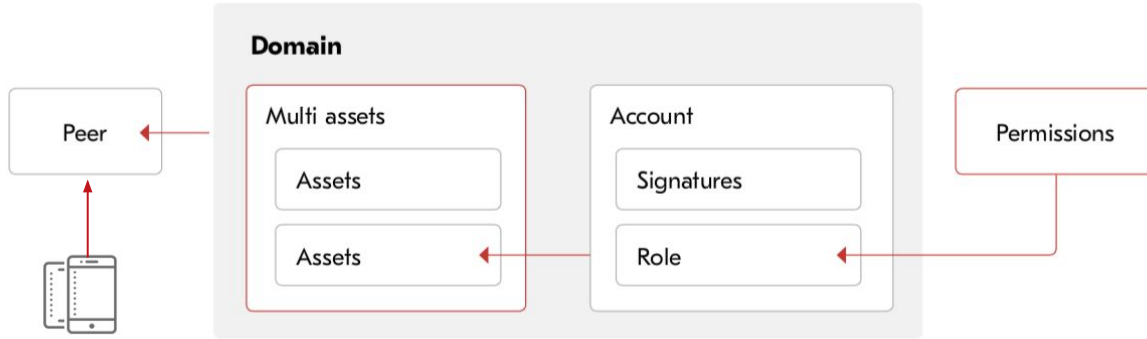 Domain
Peer
Multi assets
Assets
Assets
Account
Signatures
Role
Permissions